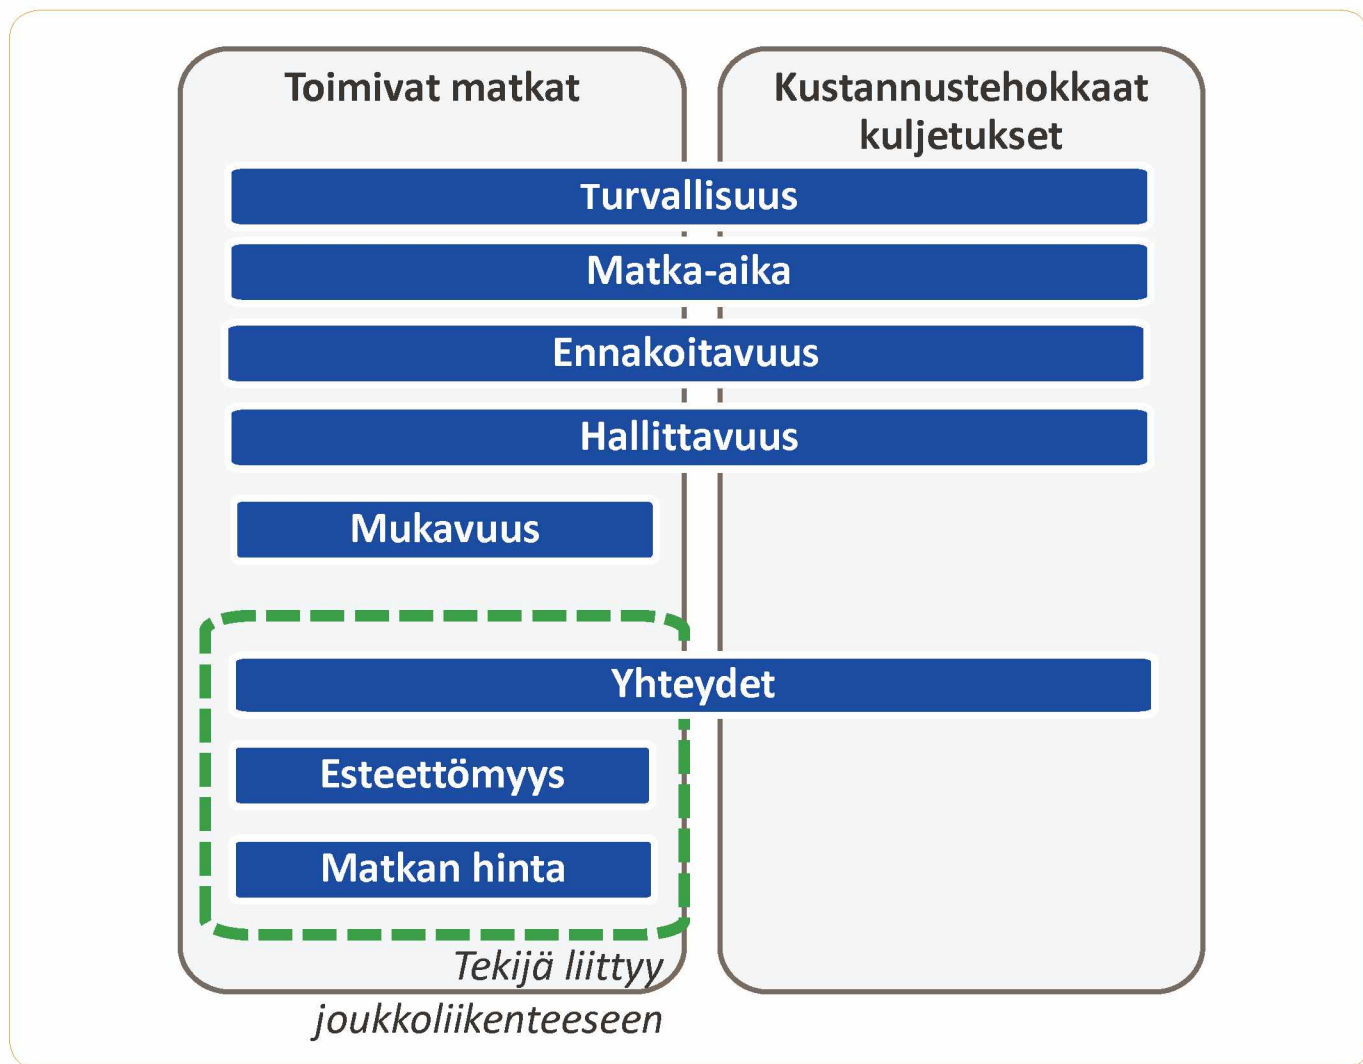 Toimivat matkat
Kustannustehokkaat
kuljetukset
Turvallisuus
Matka-aika
Ennakoitavuus
Hallittavuus
Mukavuus
Yhteydet
Esteettömyys
Matkan hinta
Tekijä liittyy
joukkoliikenteeseen